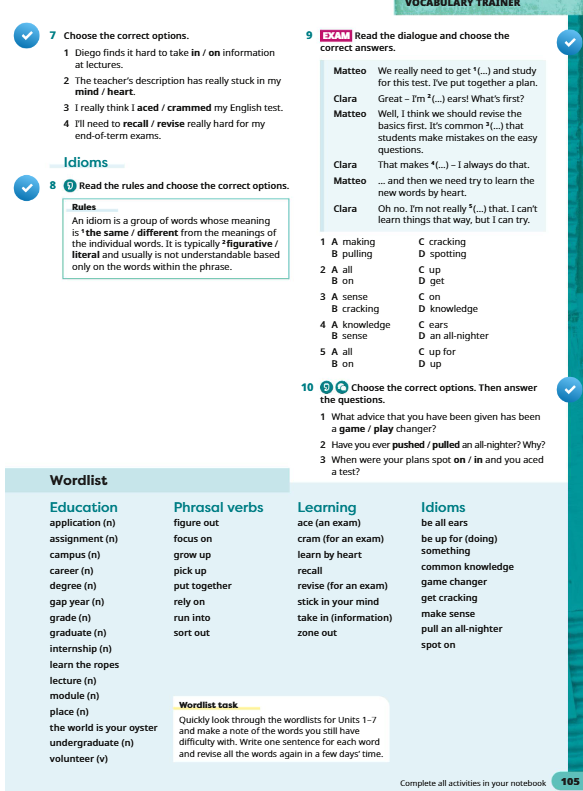 VOCABULARY TRAINER
7 Choose the correct options.
1 Diego finds it hard to take in / on information
at lectures.
2 The teacher's description has really stuck in my
mind / heart.
3 I really think I aced / crammed my English test.
4 I'll need to recall / revise really hard for my
end-of-term exams.
Idioms
8 Read the rules and choose the correct options.
Rules
An idiom is a group of words whose meaning
is ¹the same / different from the meanings of
the individual words. It is typically ²figurative /
literal and usually is not understandable based
only on the words within the phrase.
9 EXAM Read the dialogue and choose the
correct answers.
Matteo We really need to get ¹(...) and study
for this test. I've put together a plan.
Clara Great – I'm ²(...) ears! What's first?
Matteo Well, I think we should revise the
basics first. It's common ³(...) that
students make mistakes on the easy
questions.
Clara That makes ⁴(...) – I always do that.
Matteo ... and then we need try to learn the
new words by heart.
Clara Oh no. I'm not really ⁵(...) that. I can't
learn things that way, but I can try.
1 A making C cracking
B pulling D spotting
2 A all C up
B on D get
3 A sense C on
B cracking D knowledge
4 A knowledge C ears
B sense D an all-nighter
5 A all C up for
B on D up
10 Choose the correct options. Then answer
the questions.
1 What advice that you have been given has been
a game / play changer?
2 Have you ever pushed / pulled an all-nighter? Why?
3 When were your plans spot on / in and you aced
a test?
Wordlist
Education
application (n)
assignment (n)
campus (n)
career (n)
degree (n)
gap year (n)
grade (n)
graduate (n)
internship (n)
learn the ropes
lecture (n)
module (n)
place (n)
the world is your oyster
undergraduate (n)
volunteer (v)
Phrasal verbs
figure out
focus on
grow up
pick up
put together
rely on
run into
sort out
Learning
ace (an exam)
cram (for an exam)
learn by heart
recall
revise (for an exam)
stick in your mind
take in (information)
zone out
Idioms
be all ears
be up for (doing)
something
common knowledge
game changer
get cracking
make sense
pull an all-nighter
spot on
Wordlist task
Quickly look through the wordlists for Units 1–7
and make a note of the words you still have
difficulty with. Write one sentence for each word
and revise all the words again in a few days' time.
Complete all activities in your notebook 105